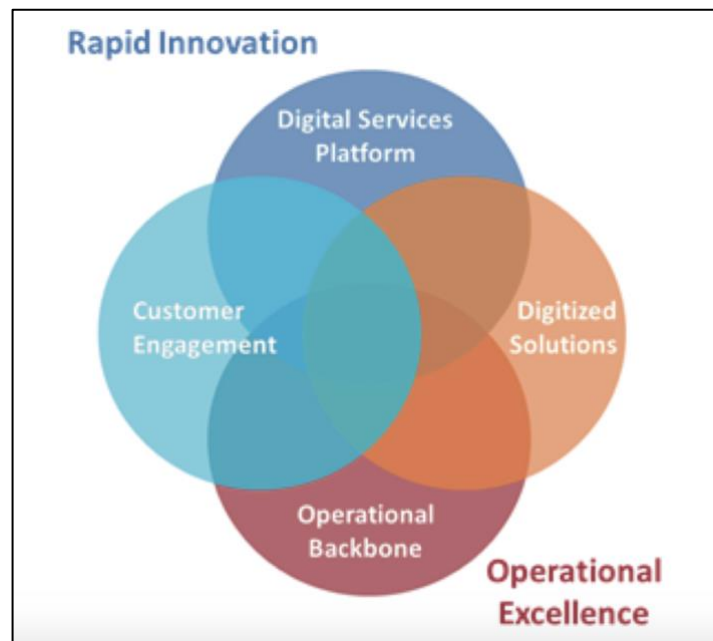 Rapid Innovation
Digital Services
Platform
Customer
Engagement
Digitized
Solutions
Operational
Backbone
Operational
Excellence